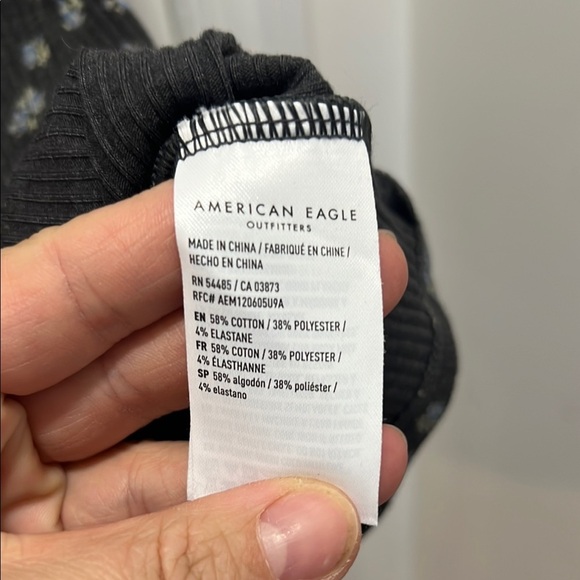 AMERICAN EAGLE
OUTFITTERS
MADE IN CHINA / FABRIQUÉ EN CHINE /
HECHO EN CHINA
RN 54485 / CA 03873
RFC# AEM120605U9A
EN 58% COTTON / 38% POLYESTER /
4% ELASTANE
FR 58% COTON / 38% POLYESTER /
4% ÉLASTHANNE
SP 58% algodón / 38% poliéster /
4% elastano